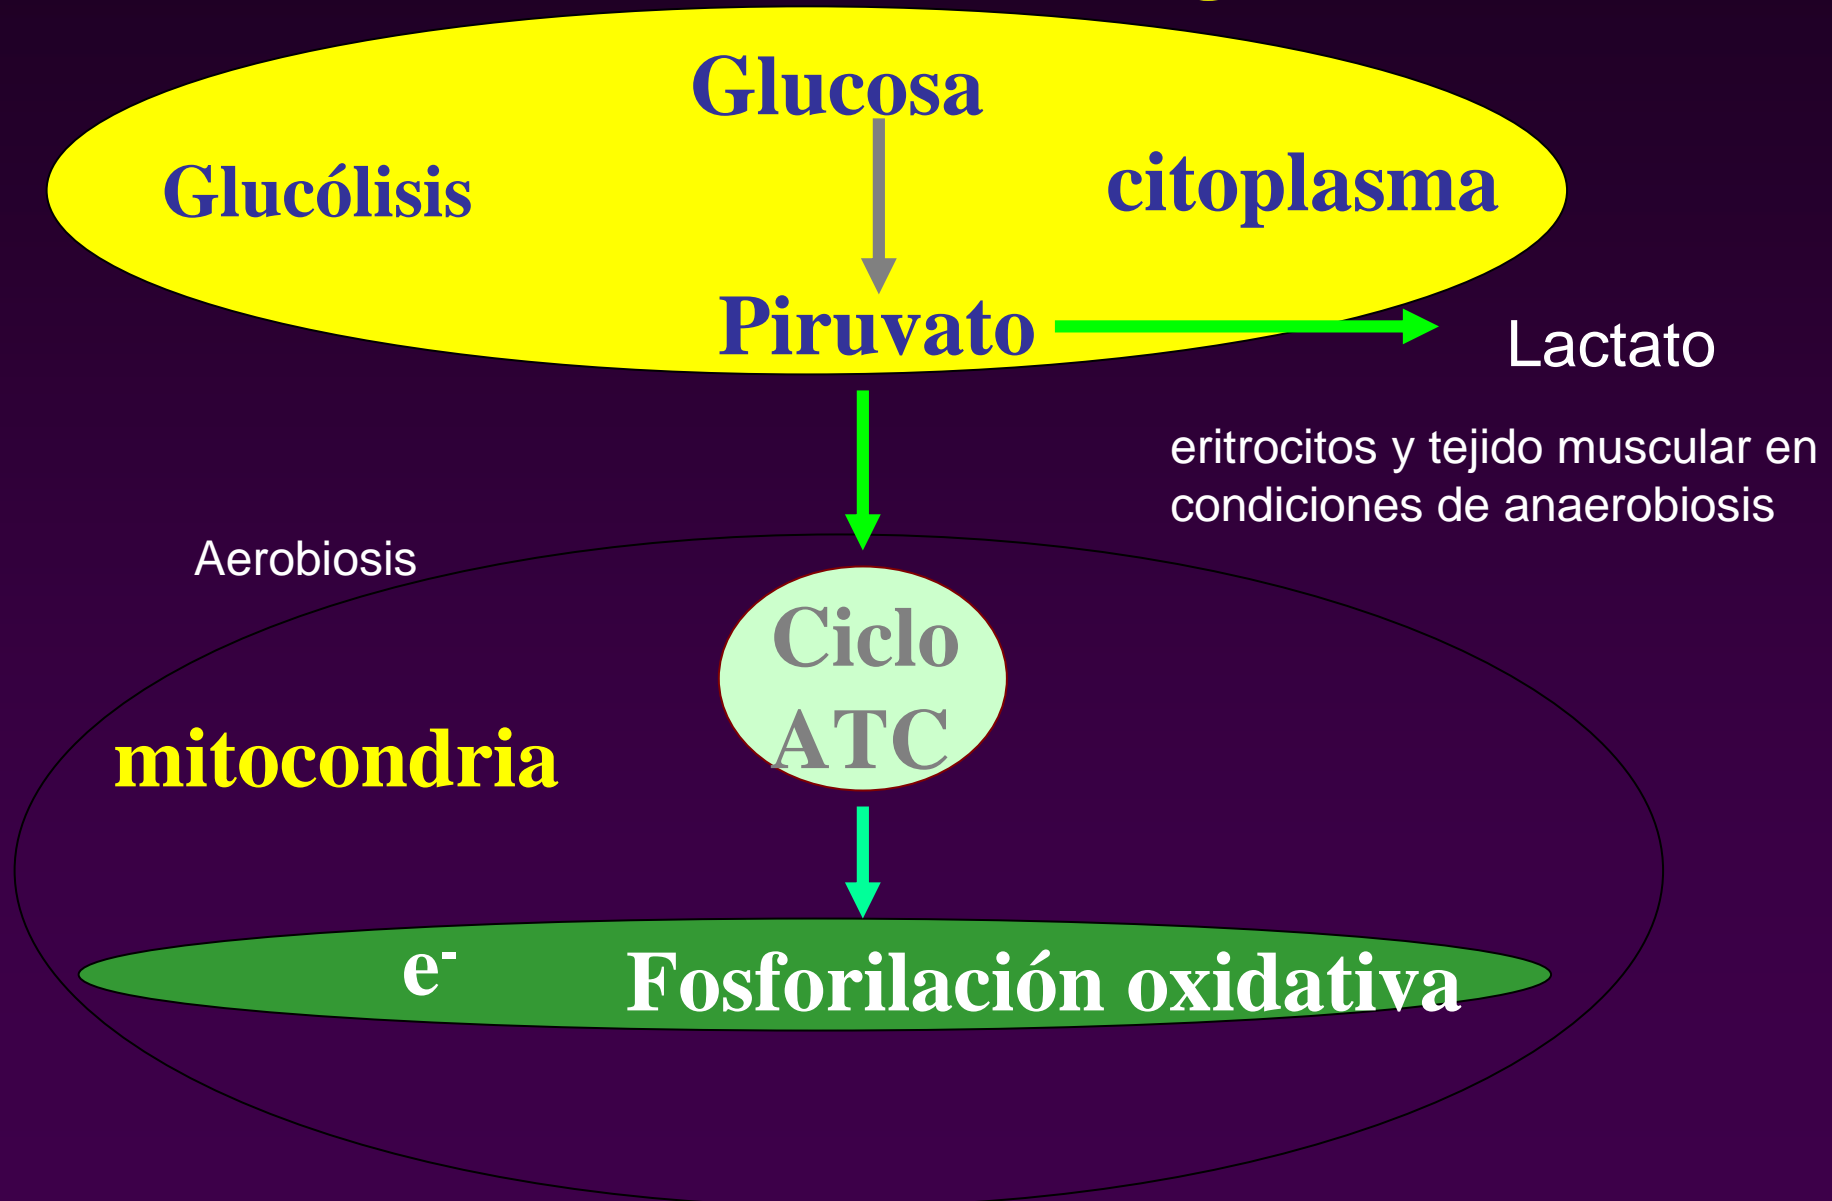 Glucosa
Glucólisis
citoplasma
Piruvato
Lactato
eritrocitos y tejido muscular en
condiciones de anaerobiosis
Aerobiosis
Ciclo
ATC
mitocondria
e-
Fosforilación oxidativa